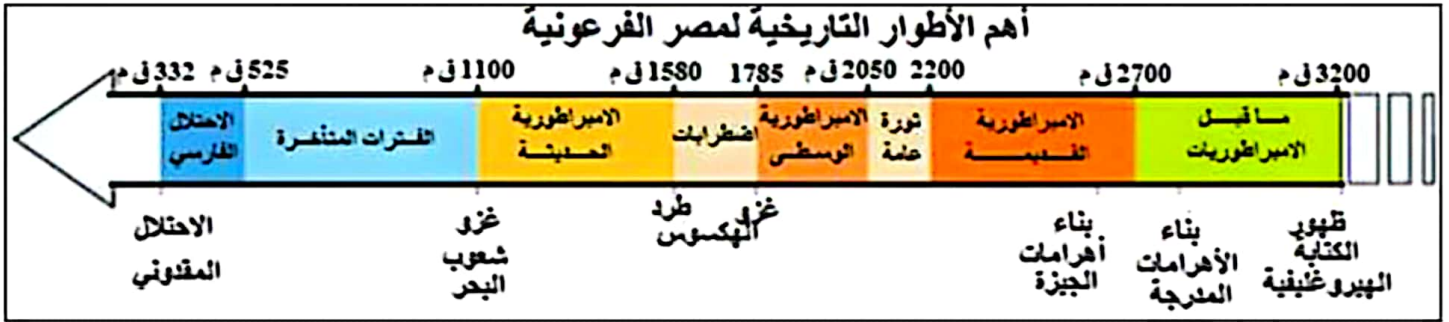 أهم الأطوار التاريخية لمصر الفرعونية
3200 ق م
2700 ق م
2200
2050 ق م
1785
1580 ق م
1100 ق م
525 ق م
332 ق م
ما قبل
الامبراطوريات
الامبراطورية
القديمة
ثورة
عامة
الامبراطورية
الوسطى
اضطرابات
الامبراطورية
الحديثة
الفترات المتأخرة
الاحتلال
الفارسي
ظهور
الكتابة
الهيروغليفية
بناء
الأهرامات
المدرجة
بناء
أهرامات
الجيزة
غزو
طرد
الهكسوس
غزو
شعوب
البحر
الاحتلال
المقدوني